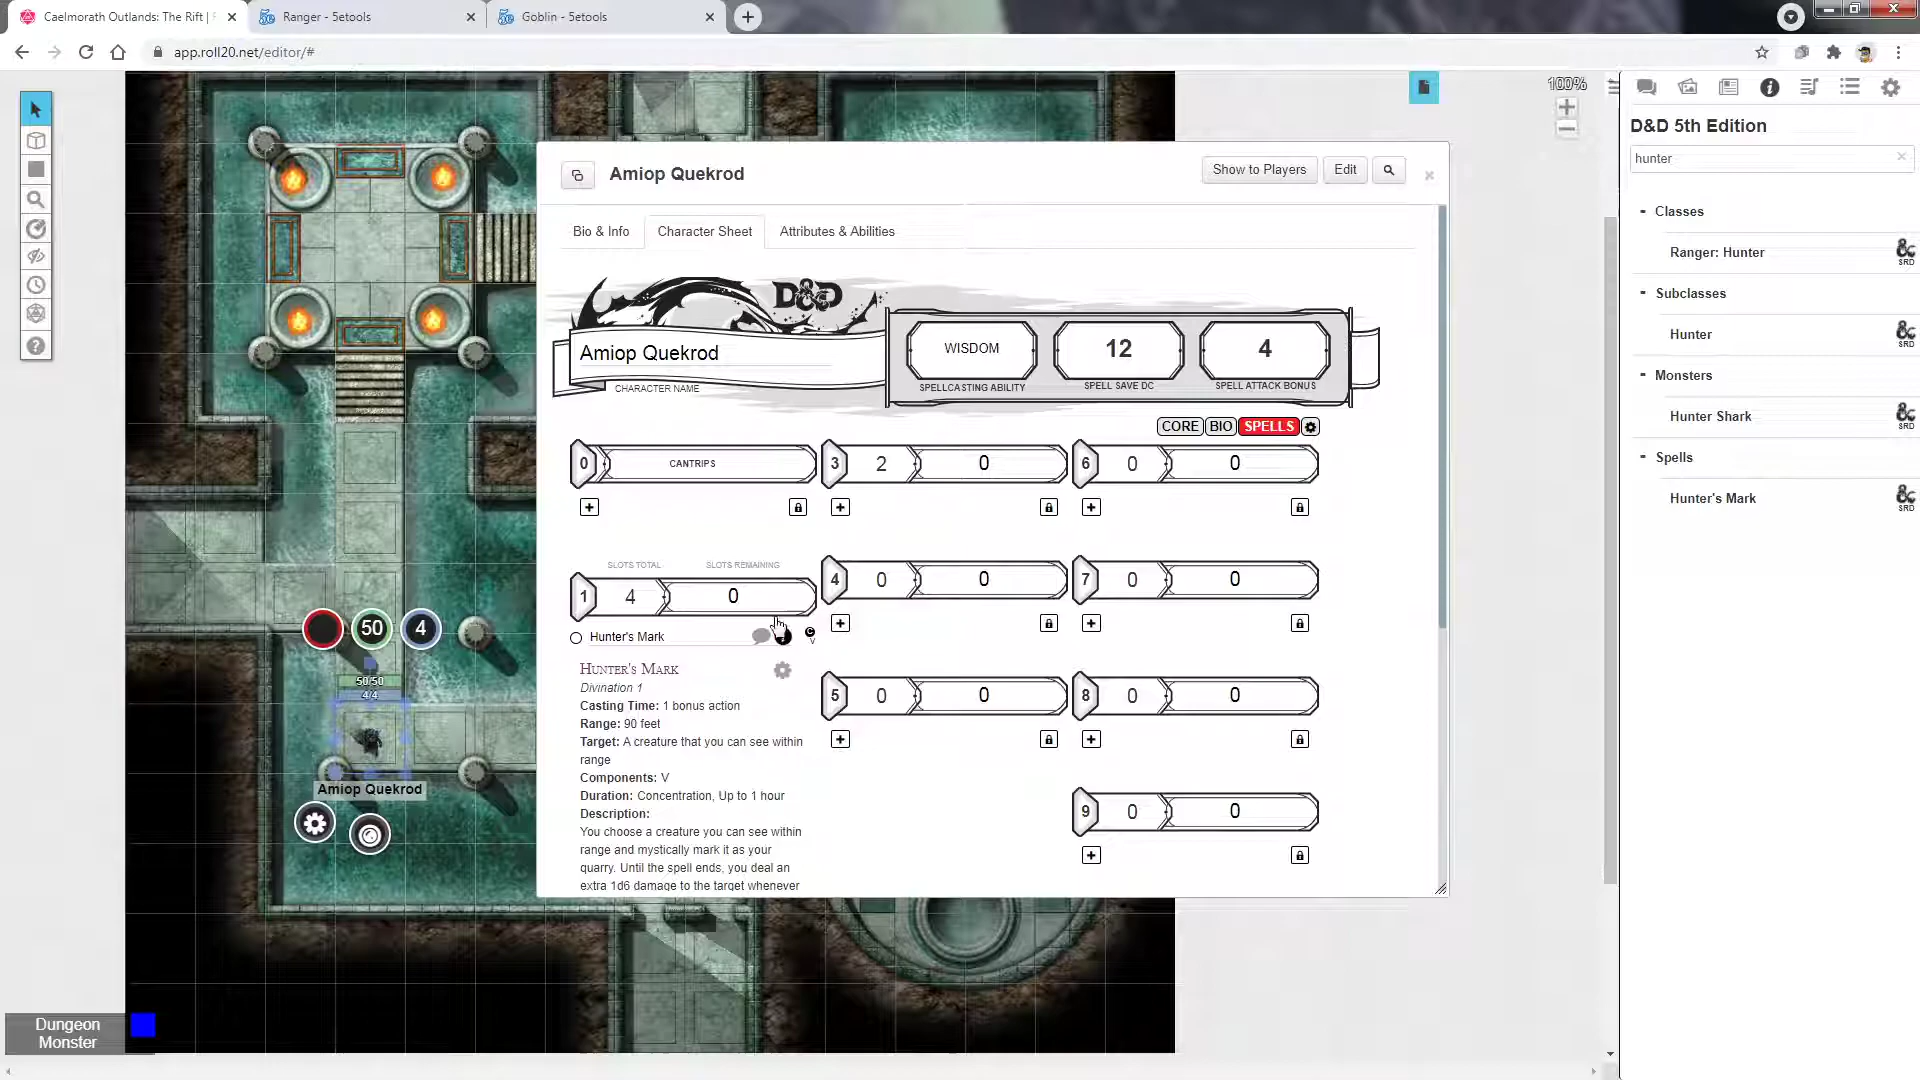 Caelmorath Outlands: The Rift |
Ranger - 5etools
Goblin - 5etools
app.roll20.net/editor/#
100%
D&D 5th Edition
hunter
Classes
Ranger: Hunter
SRD
Subclasses
Hunter
SRD
Monsters
Hunter Shark
SRD
Spells
Hunter's Mark
SRD
Amiop Quekrod
Show to Players
Edit
Bio & Info
Character Sheet
Attributes & Abilities
D&D
Amiop Quekrod
CHARACTER NAME
WISDOM
12
4
SPELLCASTING ABILITY
SPELL SAVE DC
SPELL ATTACK BONUS
CORE
BIO
SPELLS
0
CANTRIPS
3
2
0
6
0
0
SLOTS TOTAL
SLOTS REMAINING
1
4
0
4
0
0
7
0
0
Hunter's Mark
C
V
HUNTER'S MARK
Divination 1
Casting Time: 1 bonus action
Range: 90 feet
Target: A creature that you can see within
range
Components: V
Duration: Concentration, Up to 1 hour
Description:
You choose a creature you can see within
range and mystically mark it as your
quarry. Until the spell ends, you deal an
extra 1d6 damage to the target whenever
5
0
0
8
0
0
9
0
0
50
4
50/50
4/4
Amiop Quekrod
Dungeon
Monster